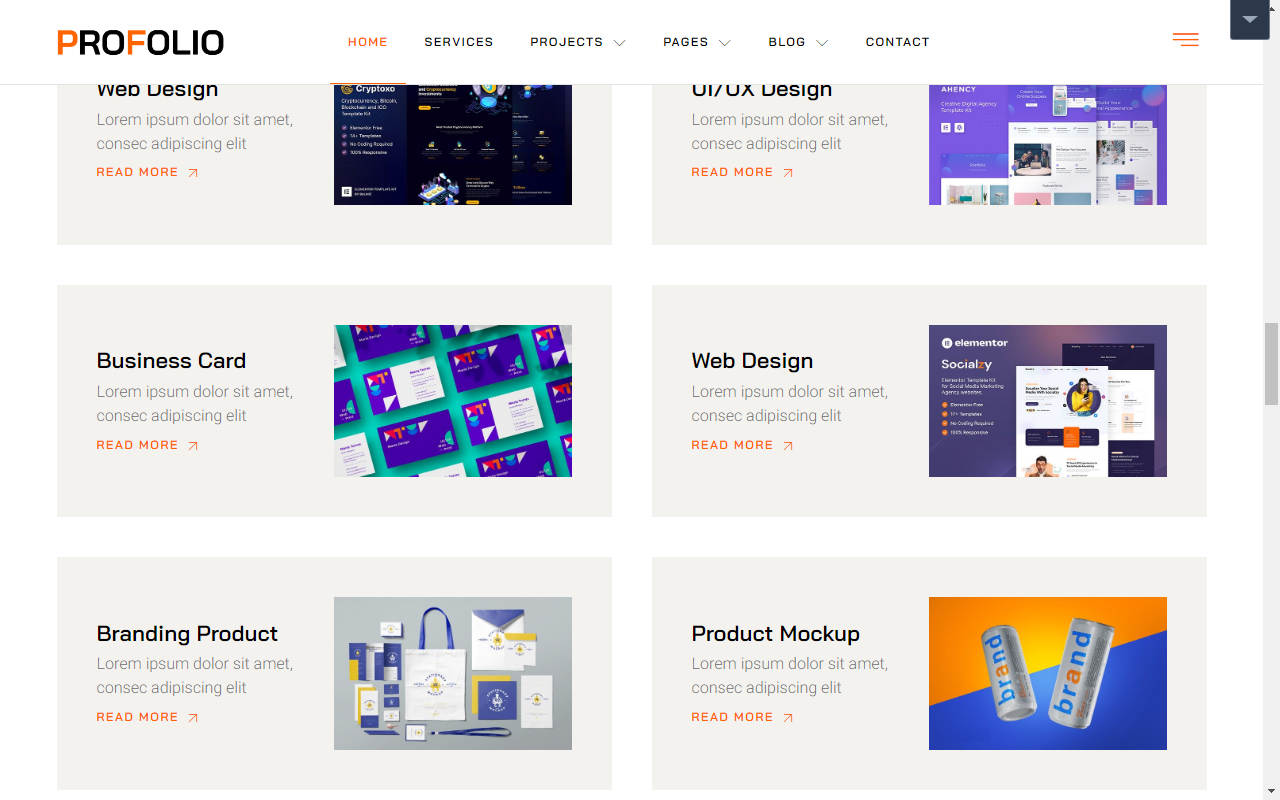 PROFOLIO
HOME
SERVICES
PROJECTS
PAGES
BLOG
CONTACT
Web Design
Lorem ipsum dolor sit amet,
consec adipiscing elit
READ MORE
Cryptoxo
Cryptocurrency, Bitcoin,
Blockchain and ICO
Template Kit
Elementor Free
No Coding Required
100% Responsive
UI/UX Design
Lorem ipsum dolor sit amet,
consec adipiscing elit
READ MORE
AHENCY
Creative Digital Agency
Template Kit
Business Card
Lorem ipsum dolor sit amet,
consec adipiscing elit
READ MORE
Web Design
Lorem ipsum dolor sit amet,
consec adipiscing elit
READ MORE
elementor
Socialzy
Elementor Template Kit
for Social Media Marketing
Agency websites.
Elementor Free
17+ Templates
No Coding Required
100% Responsive
Branding Product
Lorem ipsum dolor sit amet,
consec adipiscing elit
READ MORE
Product Mockup
Lorem ipsum dolor sit amet,
consec adipiscing elit
READ MORE
brand
brand